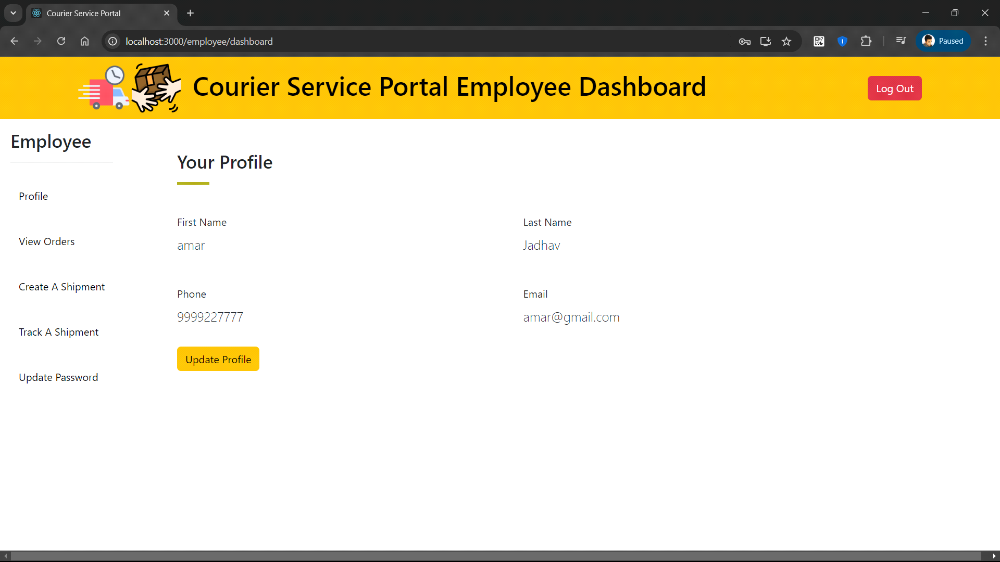 Courier Service Portal
localhost:3000/employee/dashboard
Paused
Courier Service Portal Employee Dashboard
Log Out
Employee
Your Profile
Profile
First Name
Last Name
View Orders
amar
Jadhav
Create A Shipment
Phone
Email
9999227777
amar@gmail.com
Track A Shipment
Update Profile
Update Password